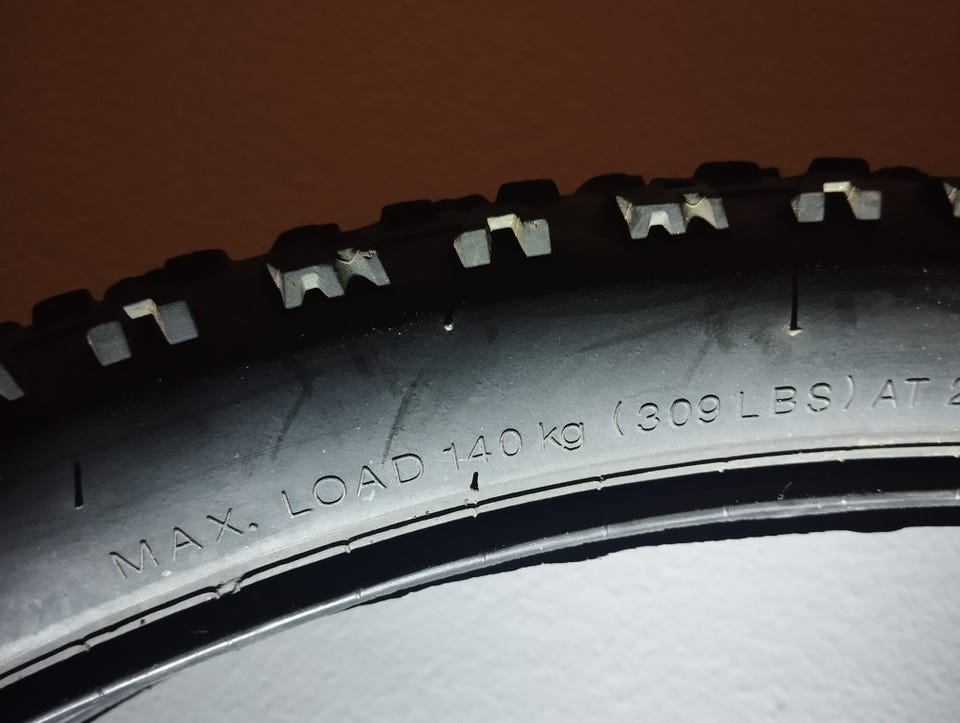 MAX. LOAD 140 kg (309 LBS) AT